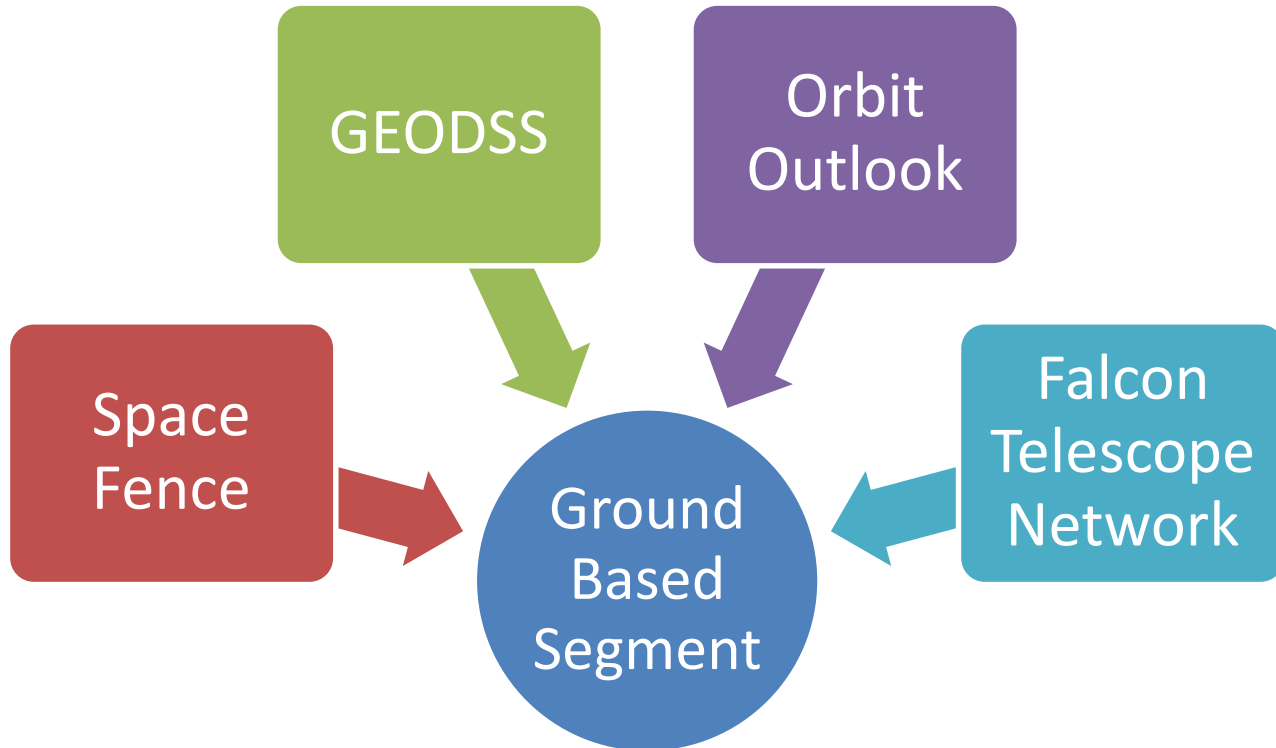 GEODSS
Orbit
Outlook
Space
Fence
Falcon
Telescope
Network
Ground
Based
Segment